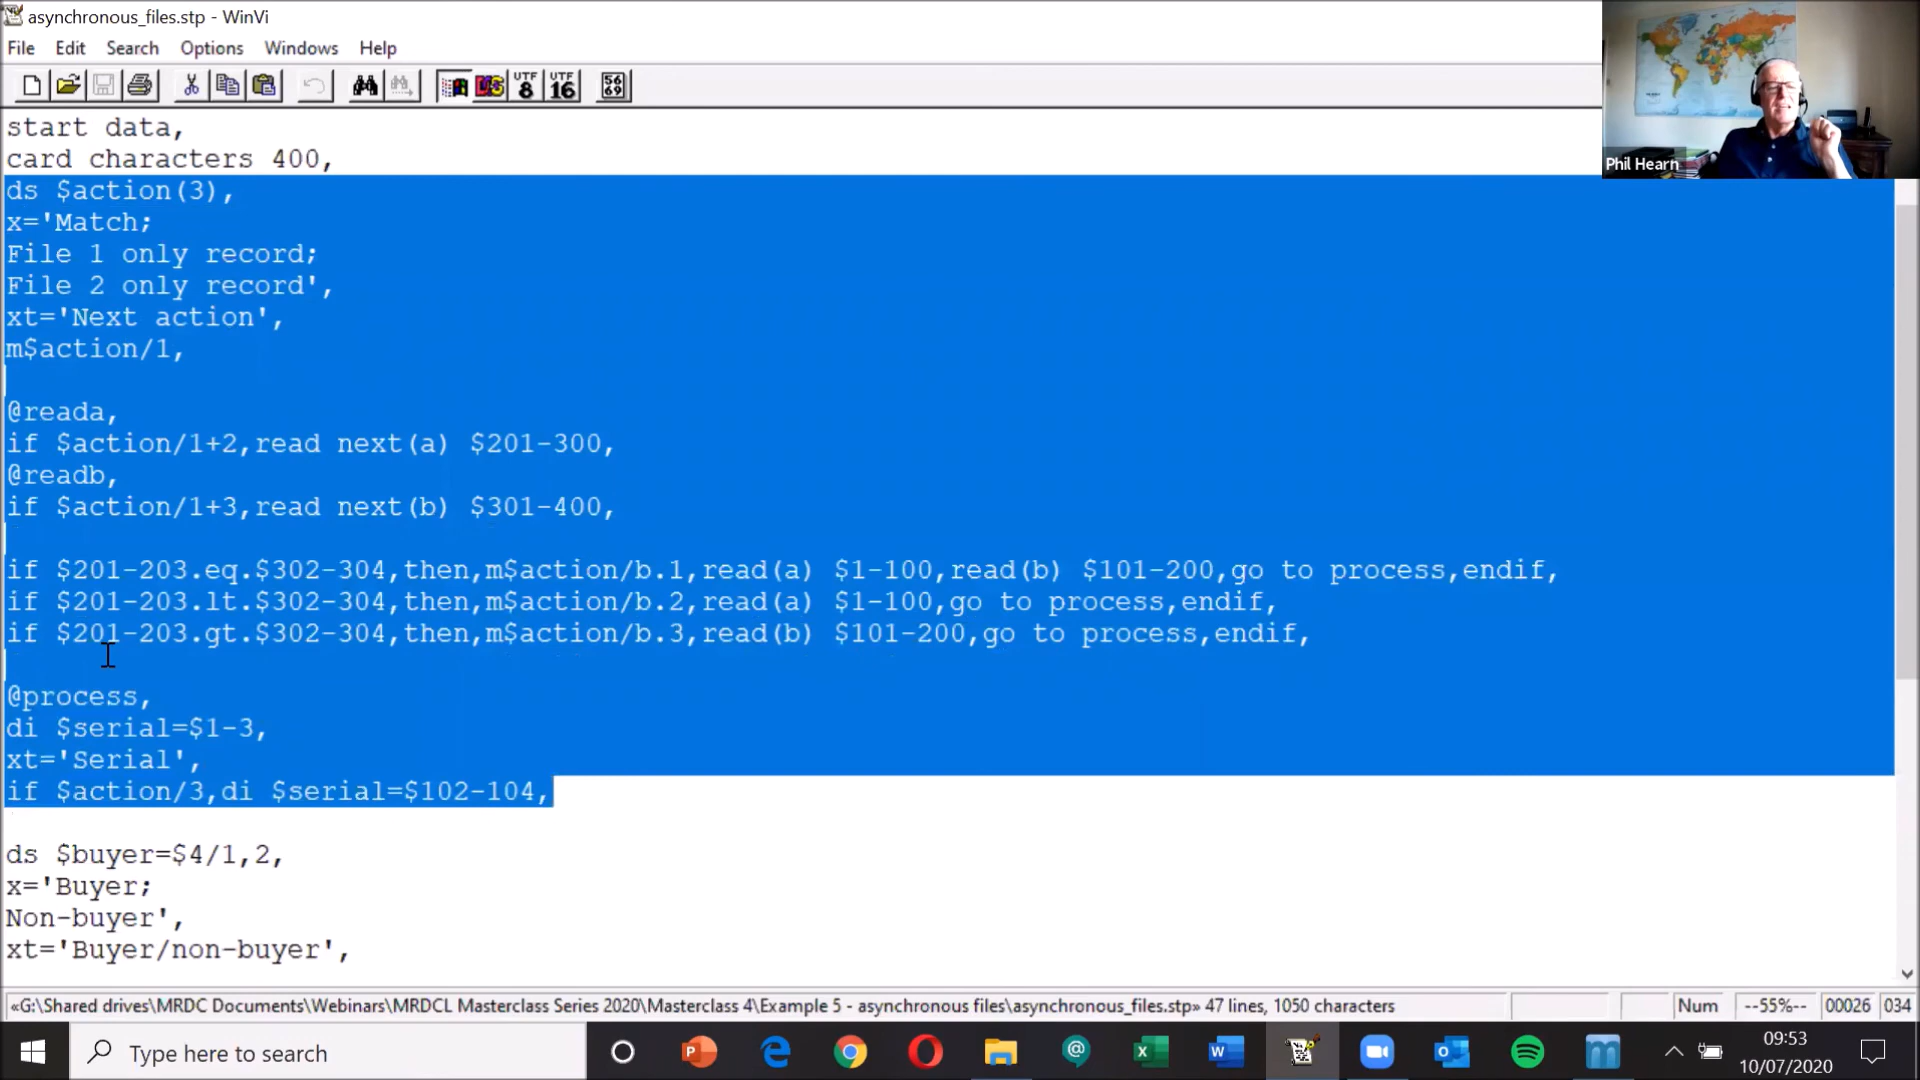 asynchronous_files.stp - WinVi
File Edit Search Options Windows Help
UTF 8 UTF 16 56 69
start data,
card characters 400,
ds $action(3),
x='Match;
File 1 only record;
File 2 only record',
xt='Next action',
m$action/1,
@reada,
if $action/1+2,read next(a) $201-300,
@readb,
if $action/1+3,read next(b) $301-400,
if $201-203.eq.$302-304,then,m$action/b.1,read(a) $1-100,read(b) $101-200,go to process,endif,
if $201-203.lt.$302-304,then,m$action/b.2,read(a) $1-100,go to process,endif,
if $201-203.gt.$302-304,then,m$action/b.3,read(b) $101-200,go to process,endif,
@process,
di $serial=$1-3,
xt='Serial',
if $action/3,di $serial=$102-104,
ds $buyer=$4/1,2,
x='Buyer;
Non-buyer',
xt='Buyer/non-buyer',
Phil Hearn
«G:\Shared drives\MRDC Documents\Webinars\MRDCL Masterclass Series 2020\Masterclass 4\Example 5 - asynchronous files\asynchronous_files.stp» 47 lines, 1050 characters
Num --55%-- 00026 034
Type here to search
09:53
10/07/2020